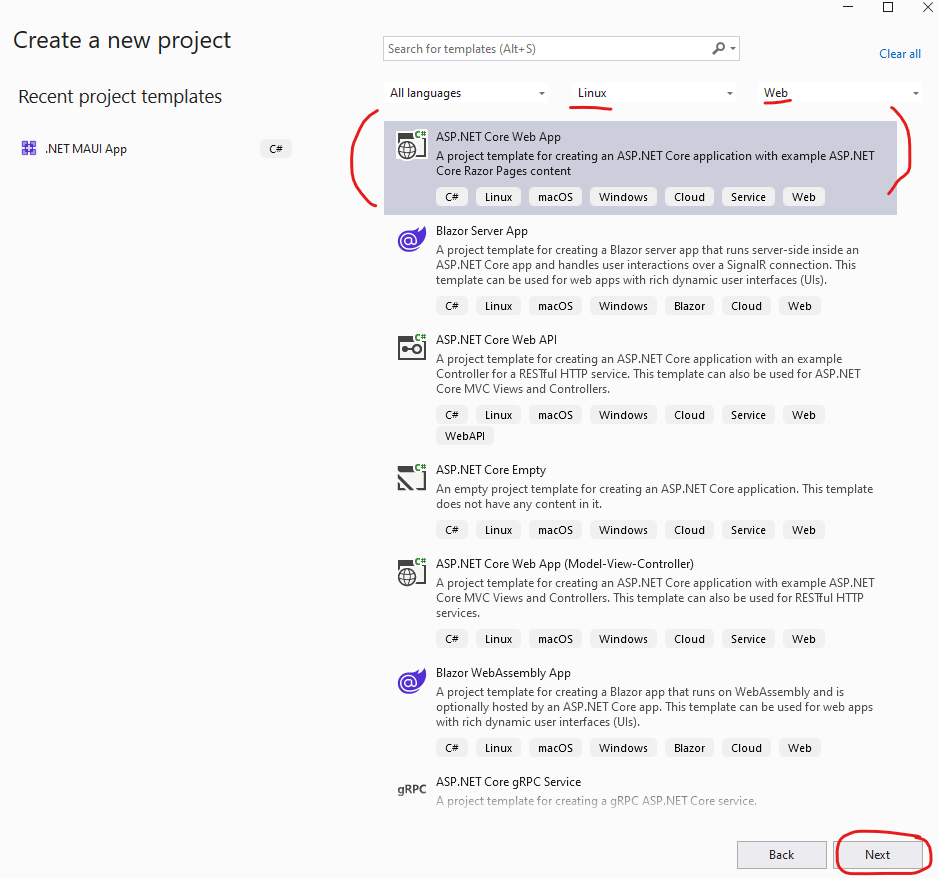 Create a new project
Search for templates (Alt+S)
Clear all
Recent project templates
All languages
Linux
Web
.NET MAUI App
C#
C#
ASP.NET Core Web App
A project template for creating an ASP.NET Core application with example ASP.NET
Core Razor Pages content
C# Linux macOS Windows Cloud Service Web
Blazor Server App
A project template for creating a Blazor server app that runs server-side inside an
ASP.NET Core app and handles user interactions over a SignalR connection. This
template can be used for web apps with rich dynamic user interfaces (UIs).
C# Linux macOS Windows Blazor Cloud Web
C#
ASP.NET Core Web API
A project template for creating an ASP.NET Core application with an example
Controller for a RESTful HTTP service. This template can also be used for ASP.NET
Core MVC Views and Controllers.
C# Linux macOS Windows Cloud Service Web
WebAPI
C#
ASP.NET Core Empty
An empty project template for creating an ASP.NET Core application. This template
does not have any content in it.
C# Linux macOS Windows Cloud Service Web
C#
ASP.NET Core Web App (Model-View-Controller)
A project template for creating an ASP.NET Core application with example ASP.NET
Core MVC Views and Controllers. This template can also be used for RESTful HTTP
services.
C# Linux macOS Windows Cloud Service Web
Blazor WebAssembly App
A project template for creating a Blazor app that runs on WebAssembly and is
optionally hosted by an ASP.NET Core app. This template can be used for web apps
with rich dynamic user interfaces (UIs).
C# Linux macOS Windows Blazor Cloud Web
gRPC
ASP.NET Core gRPC Service
A project template for creating a gRPC ASP.NET Core service.
Back
Next